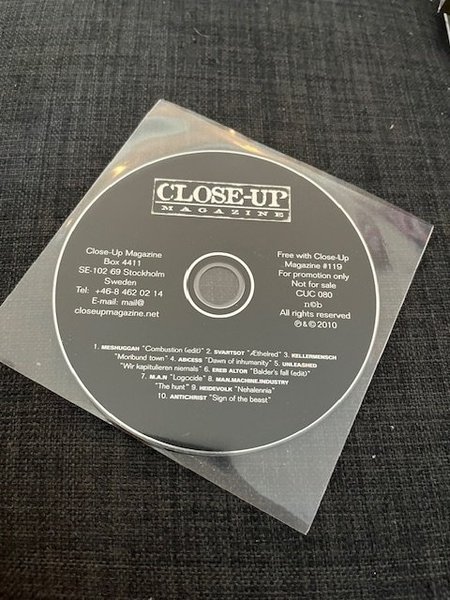 CLOSE-UP
MAGAZINE
Close-Up Magazine
Box 4411
SE-102 69 Stockholm
Sweden
Tel: +46-8 462 02 14
E-mail: mail@
closeupmagazine.net
Free with Close-Up
Magazine #119
For promotion only
Not for sale
CUC 080
n©b
All rights reserved
℗ & © 2010
1. MESHUGGAH "Combustion (edit)" 2. SVARTSOT "Æthelred" 3. KELLERMENSCH
"Moribund town" 4. ABCESS "Dawn of inhumanity" 5. UNLEASHED
"Wir kapitulieren niemals" 6. EREB ALTOR "Balder's fall (edit)"
7. M.A.N "Logocide" 8. MAN.MACHINE.INDUSTRY
"The hunt" 9. HEIDEVOLK "Nehalennia"
10. ANTICHRIST "Sign of the beast"